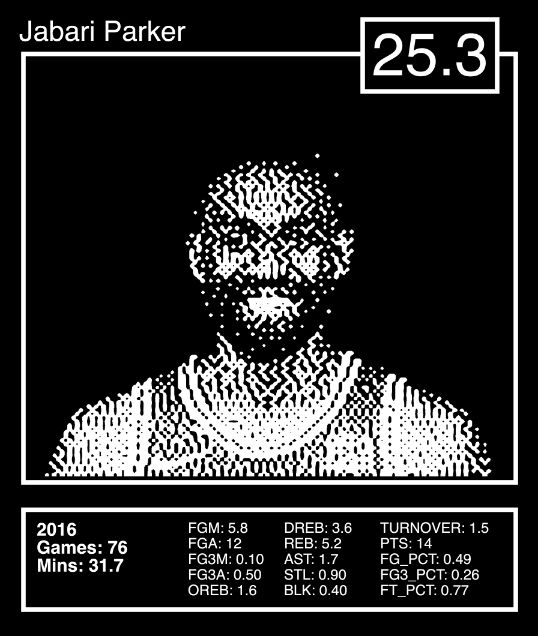 Jabari Parker
25.3
2016
Games: 76
Mins: 31.7
FGM: 5.8
FGA: 12
FG3M: 0.10
FG3A: 0.50
OREB: 1.6
DREB: 3.6
REB: 5.2
AST: 1.7
STL: 0.90
BLK: 0.40
TURNOVER: 1.5
PTS: 14
FG_PCT: 0.49
FG3_PCT: 0.26
FT_PCT: 0.77